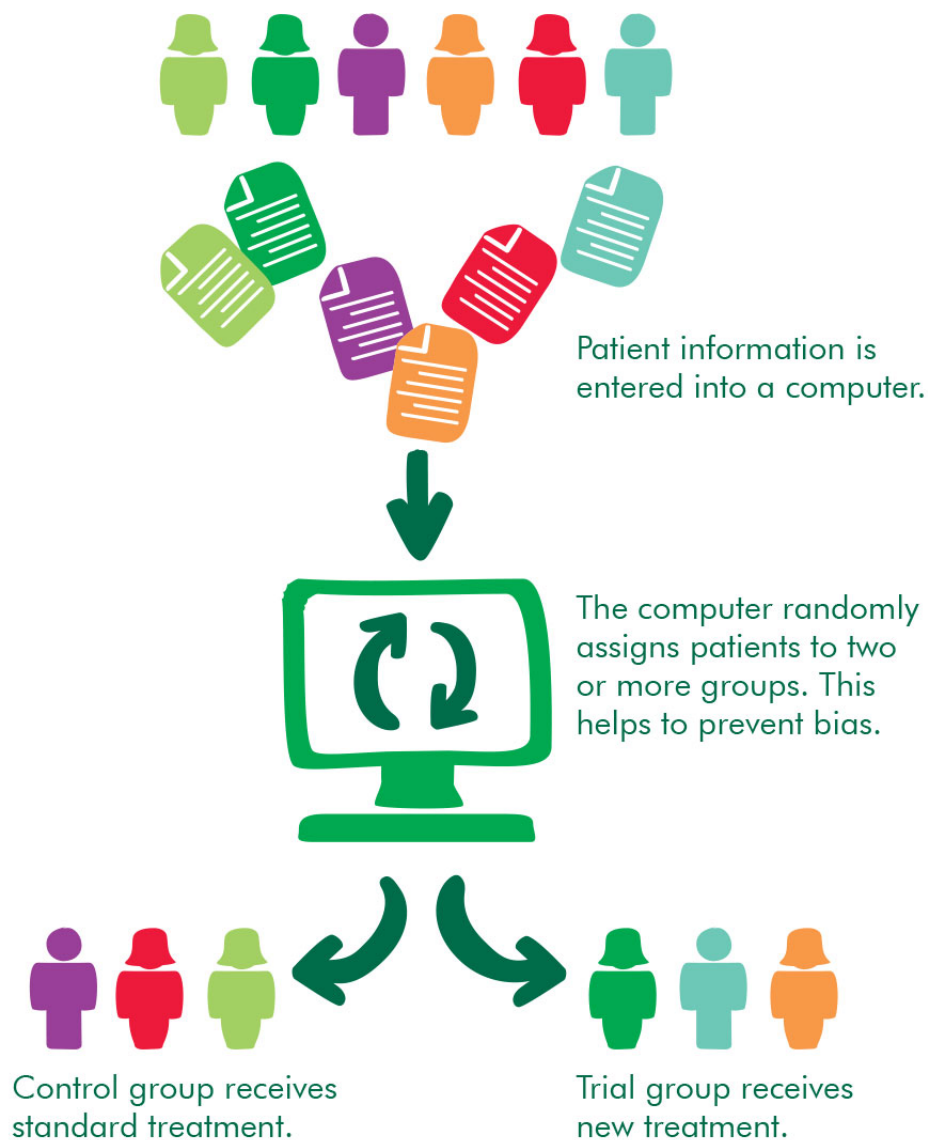 Patient information is
entered into a computer.
The computer randomly
assigns patients to two
or more groups. This
helps to prevent bias.
Control group receives
standard treatment.
Trial group receives
new treatment.